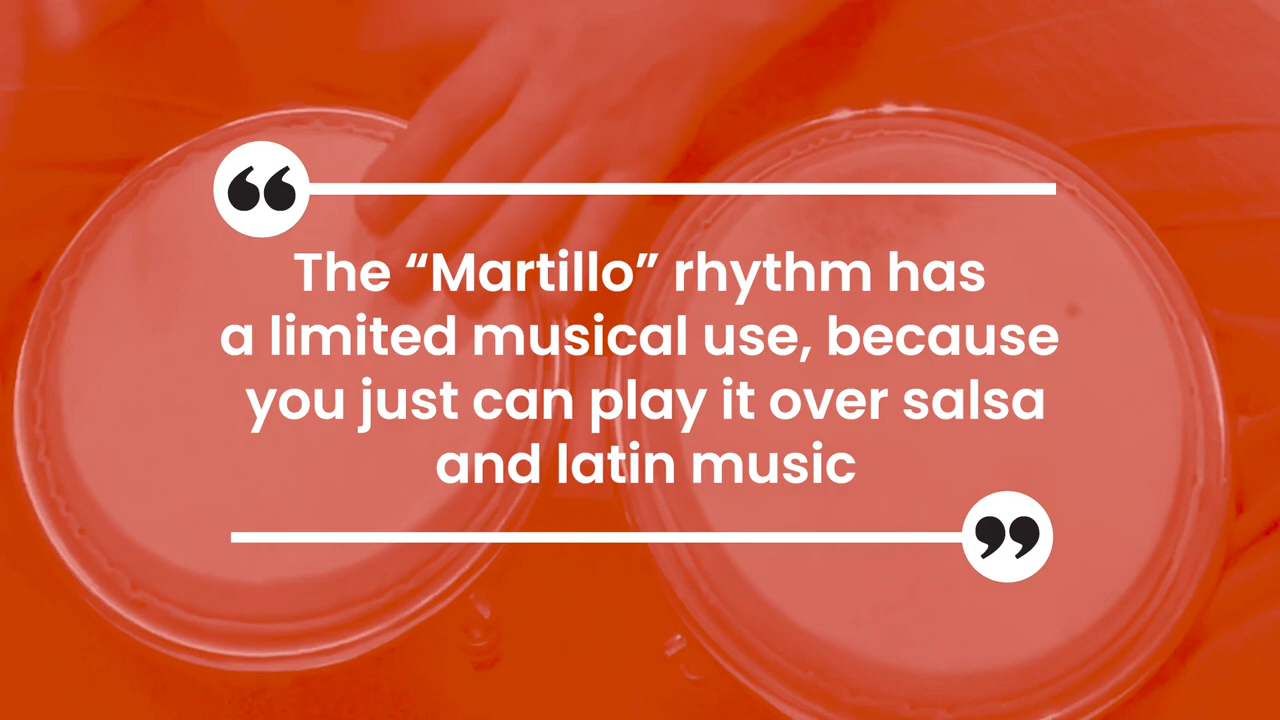 “
The “Martillo” rhythm has
a limited musical use, because
you just can play it over salsa
and latin music
”